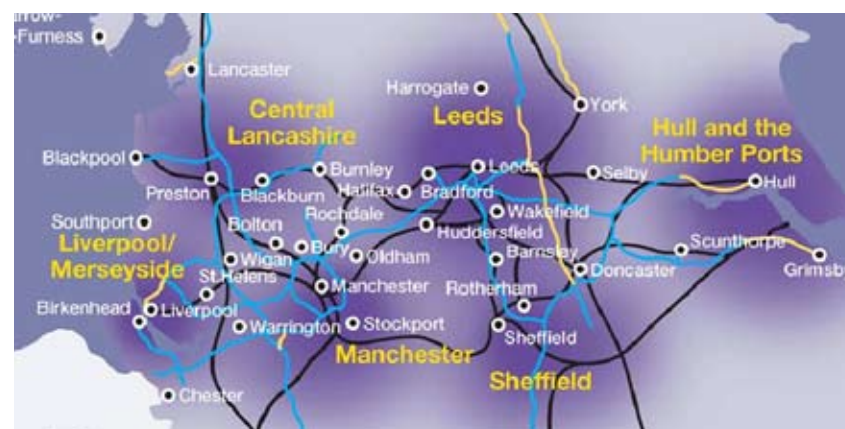 -Furness
Lancaster
Harrogate
York
Central
Lancashire
Leeds
Hull and the
Humber Ports
Blackpool
Burnley
Leeds
Selby
Hull
Preston
Blackburn
Halifax
Bradford
Southport
Rochdale
Wakefield
Bolton
Huddersfield
Liverpool/
Merseyside
Bury
Oldham
Barnsley
Scunthorpe
Wigan
Doncaster
Grimsb
St.Helens
Manchester
Rotherham
Birkenhead
Liverpool
Warrington
Stockport
Sheffield
Manchester
Sheffield
Chester